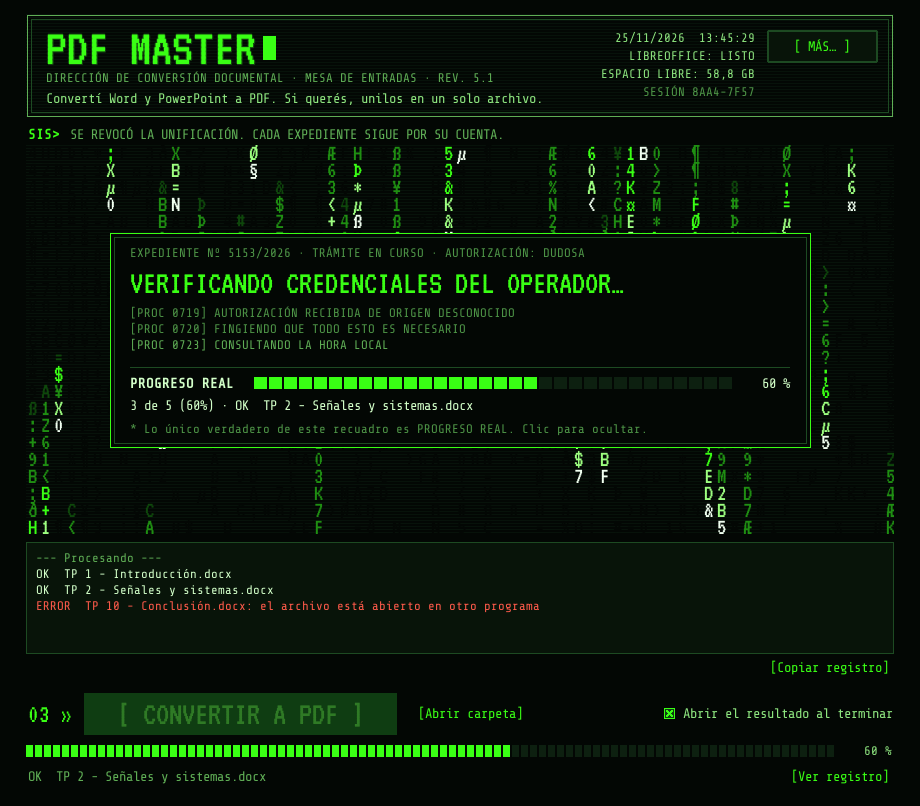 PDF MASTER
DIRECCIÓN DE CONVERSIÓN DOCUMENTAL · MESA DE ENTRADAS · REV. 5.1
Convertí Word y PowerPoint a PDF. Si querés, unilos en un solo archivo.
25/11/2026 13:45:29
LIBREOFFICE: LISTO
ESPACIO LIBRE: 58,8 GB
SESIÓN 8AA4-7F57
[ MÁS… ]
SIS> SE REVOCÓ LA UNIFICACIÓN. CADA EXPEDIENTE SIGUE POR SU CUENTA.
EXPEDIENTE Nº 5153/2026 · TRÁMITE EN CURSO · AUTORIZACIÓN: DUDOSA
VERIFICANDO CREDENCIALES DEL OPERADOR…
[PROC 0719] AUTORIZACIÓN RECIBIDA DE ORIGEN DESCONOCIDO
[PROC 0720] FINGIENDO QUE TODO ESTO ES NECESARIO
[PROC 0723] CONSULTANDO LA HORA LOCAL
PROGRESO REAL 60 %
3 de 5 (60%) · OK TP 2 - Señales y sistemas.docx
* Lo único verdadero de este recuadro es PROGRESO REAL. Clic para ocultar.
--- Procesando ---
OK TP 1 - Introducción.docx
OK TP 2 - Señales y sistemas.docx
ERROR TP 10 - Conclusión.docx: el archivo está abierto en otro programa
[Copiar registro]
03 » [ CONVERTIR A PDF ] [Abrir carpeta] Abrir el resultado al terminar
60 %
OK TP 2 - Señales y sistemas.docx [Ver registro]